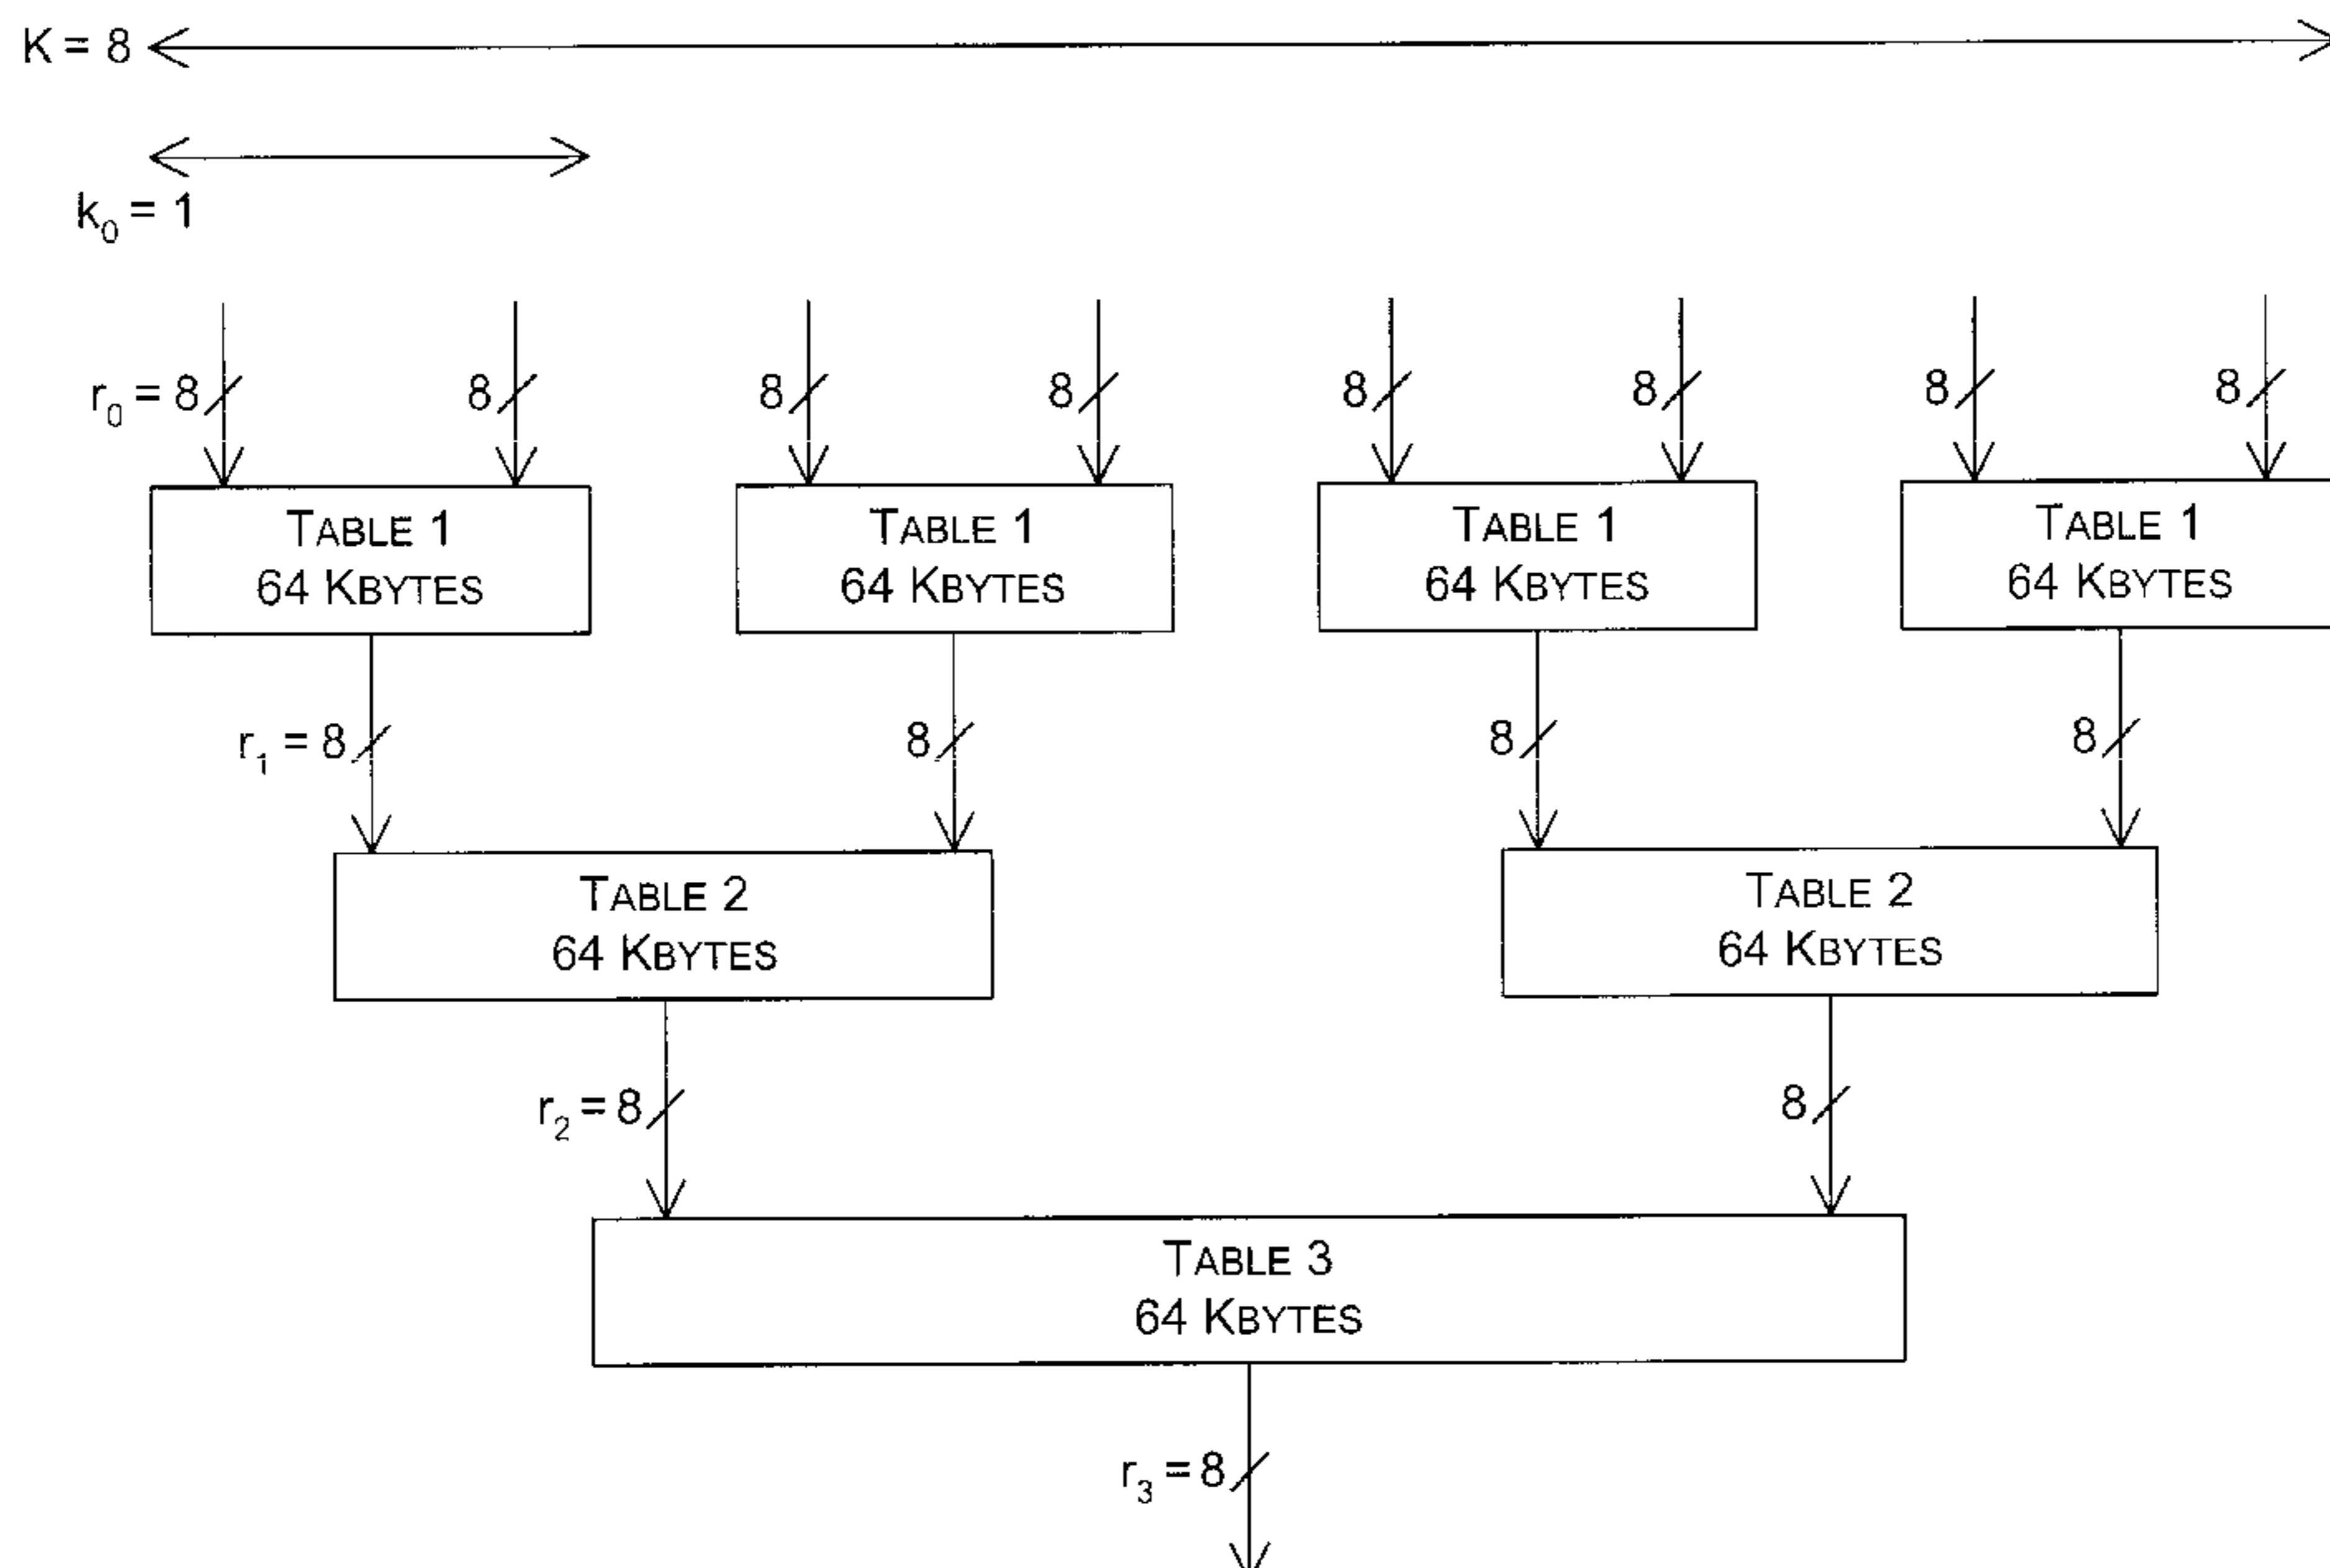 K = 8
k₀ = 1
r₀ = 8 8 8 8 8 8 8 8
TABLE 1 TABLE 1 TABLE 1 TABLE 1
64 KBYTES 64 KBYTES 64 KBYTES 64 KBYTES
r₁ = 8 8 8 8
TABLE 2 TABLE 2
64 KBYTES 64 KBYTES
r₂ = 8 8
TABLE 3
64 KBYTES
r₃ = 8